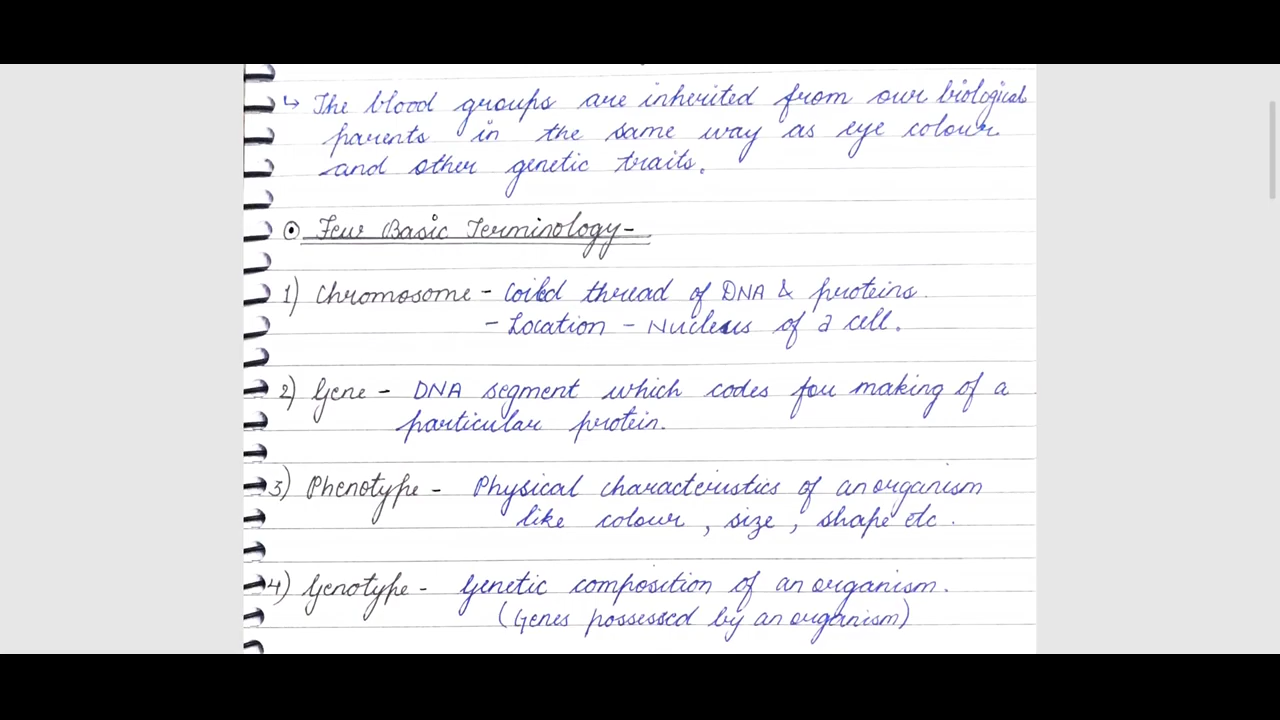 ↳ The blood groups are inherited from our biological
parents in the same way as eye colour
and other genetic traits.
⊙ Few Basic Terminology-
1) Chromosome - Coiled thread of DNA & proteins.
- Location - Nucleus of a cell.
2) Gene - DNA segment which codes for making of a
particular protein.
3) Phenotype - Physical characteristics of an organism
like colour, size, shape etc.
4) Genotype - Genetic composition of an organism.
(Genes possessed by an organism)